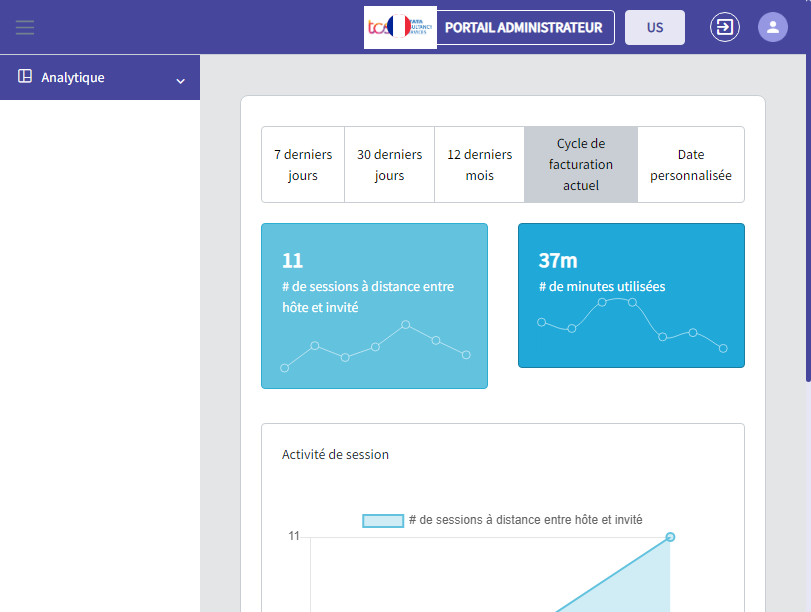 tcs
TATA
PORTAIL ADMINISTRATEUR
US
Analytique
7 derniers
jours
30 derniers
jours
12 derniers
mois
Cycle de
facturation
actuel
Date
personnalisée
11
# de sessions à distance entre
hôte et invité
37m
# de minutes utilisées
Activité de session
# de sessions à distance entre hôte et invité
11